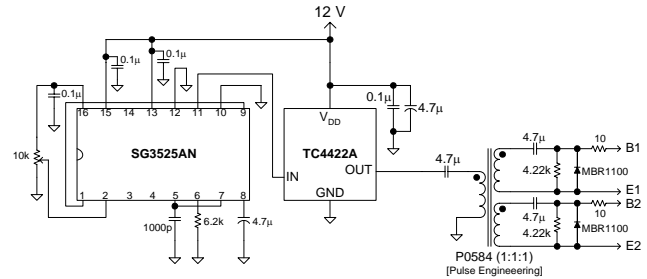 12 V
0.1µ
0.1µ
0.1µ
16 15 14 13 12 11 10 9
10k
SG3525AN
1 2 3 4 5 6 7 8
1000p
6.2k
4.7µ
0.1µ
4.7µ
VDD
TC4422A
OUT
IN
GND
4.7µ
4.7µ
10
B1
4.22k
MBR1100
E1
4.7µ
10
B2
4.22k
MBR1100
E2
P0584 (1:1:1)
[Pulse Engineeering]